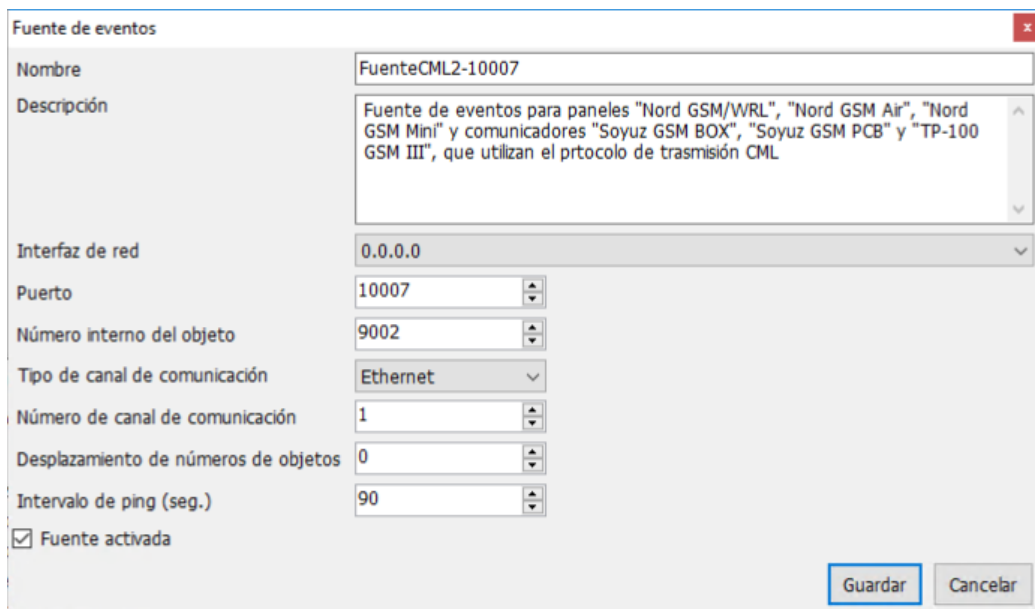 Fuente de eventos
x
Nombre
FuenteCML2-10007
Descripción
Fuente de eventos para paneles "Nord GSM/WRL", "Nord GSM Air", "Nord
GSM Mini" y comunicadores "Soyuz GSM BOX", "Soyuz GSM PCB" y "TP-100
GSM III", que utilizan el prtocolo de trasmisión CML
Interfaz de red
0.0.0.0
Puerto
10007
Número interno del objeto
9002
Tipo de canal de comunicación
Ethernet
Número de canal de comunicación
1
Desplazamiento de números de objetos
0
Intervalo de ping (seg.)
90
Fuente activada
Guardar
Cancelar